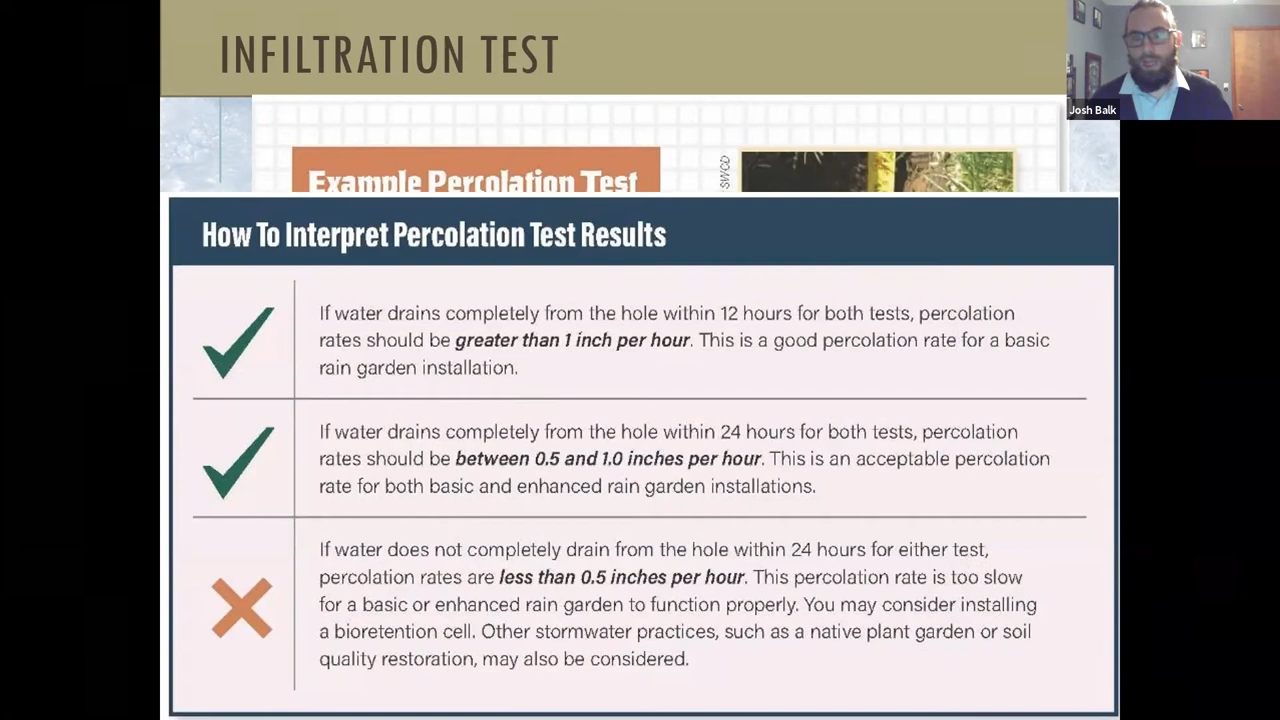 INFILTRATION TEST
Josh Balk
Example Percolation Test
SWCD
How To Interpret Percolation Test Results
If water drains completely from the hole within 12 hours for both tests, percolation
rates should be greater than 1 inch per hour. This is a good percolation rate for a basic
rain garden installation.
If water drains completely from the hole within 24 hours for both tests, percolation
rates should be between 0.5 and 1.0 inches per hour. This is an acceptable percolation
rate for both basic and enhanced rain garden installations.
If water does not completely drain from the hole within 24 hours for either test,
percolation rates are less than 0.5 inches per hour. This percolation rate is too slow
for a basic or enhanced rain garden to function properly. You may consider installing
a bioretention cell. Other stormwater practices, such as a native plant garden or soil
quality restoration, may also be considered.